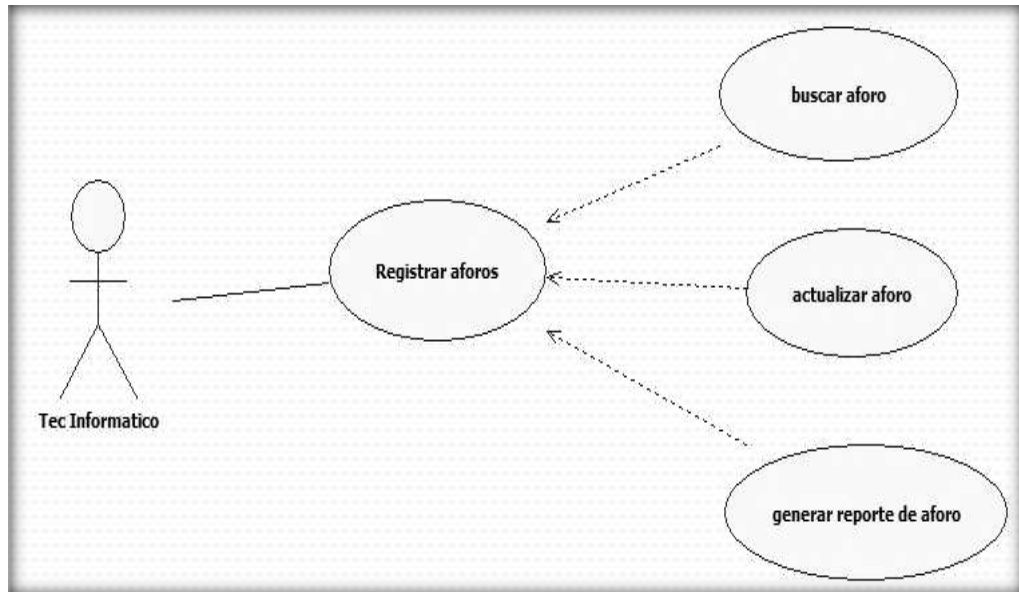 buscar aforo
Registrar aforos
actualizar aforo
Tec Informatico
generar reporte de aforo